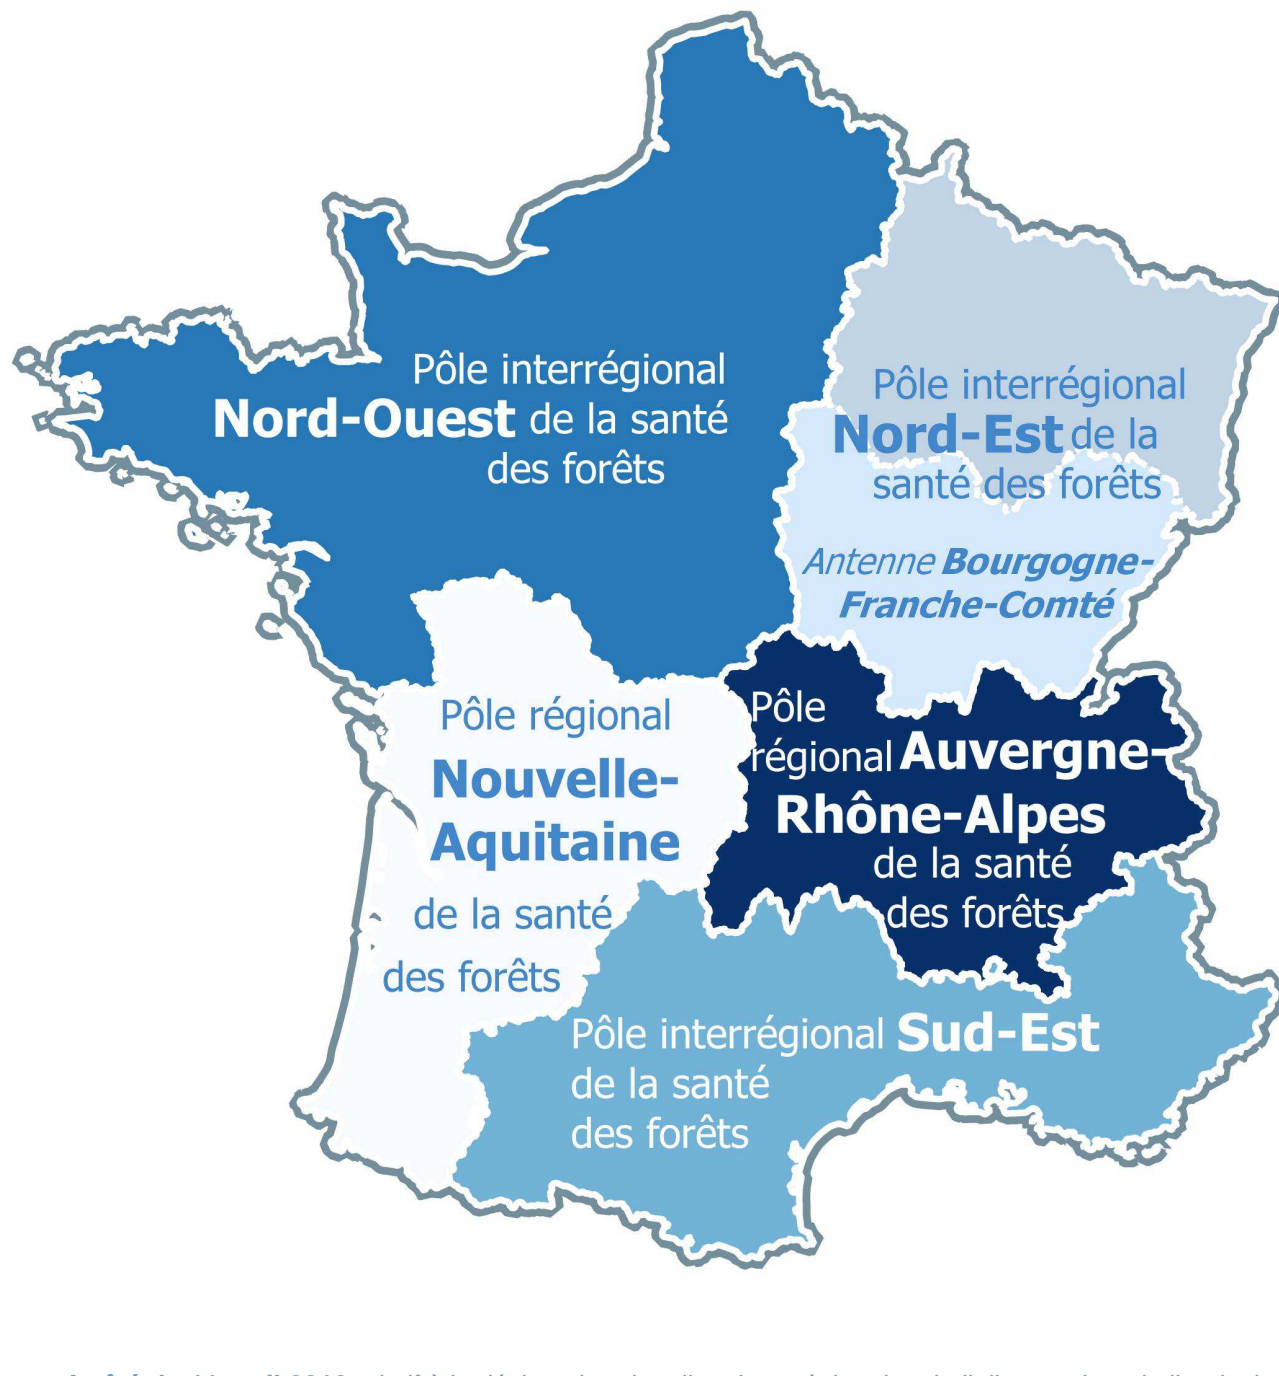 Pôle interrégional
Nord-Ouest de la santé
des forêts
Pôle interrégional
Nord-Est de la
santé des forêts
Antenne Bourgogne-
Franche-Comté
Pôle régional
Nouvelle-
Aquitaine
de la santé
des forêts
Pôle
régional Auvergne-
Rhône-Alpes
de la santé
des forêts
Pôle interrégional Sud-Est
de la santé
des forêts